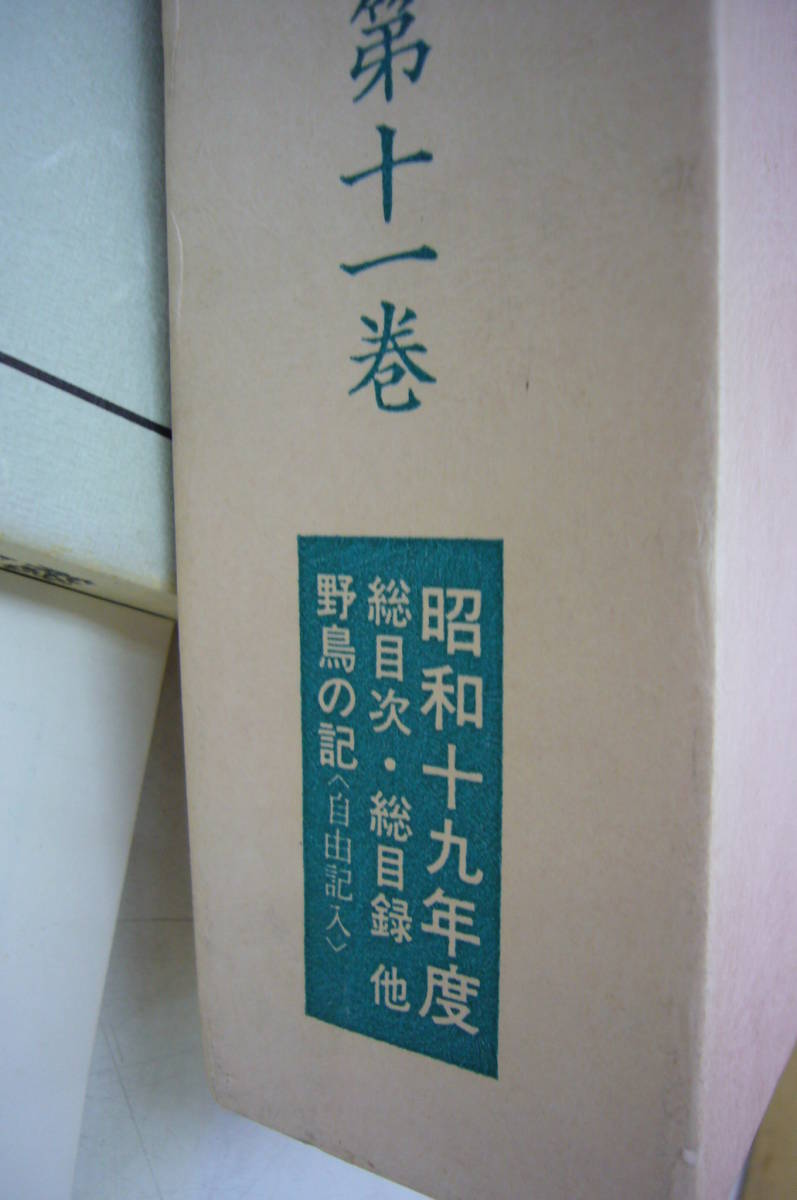 第十一巻
昭和十九年度
総目次・総目録 他
野鳥の記〈自由記入〉